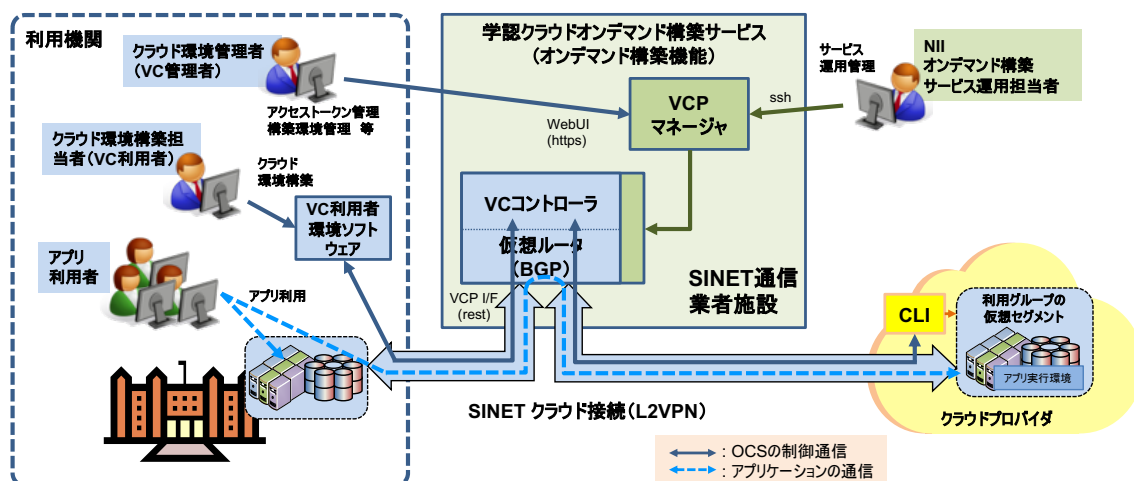 利用機関
クラウド環境管理者
(VC管理者)
アクセストークン管理
構築環境管理 等
クラウド環境構築担
当者(VC利用者)
クラウド
環境構築
VC利用者
環境ソフト
ウェア
アプリ
利用者
アプリ利用
学認クラウドオンデマンド構築サービス
(オンデマンド構築機能)
VCP
マネージャ
WebUI
(https)
ssh
サービス
運用管理
NII
オンデマンド構築
サービス運用担当者
VCコントローラ
仮想ルータ
(BGP)
VCP I/F
(rest)
SINET通信
業者施設
CLI
利用グループの
仮想セグメント
アプリ実行環境
クラウドプロバイダ
SINET クラウド接続(L2VPN)
: OCSの制御通信
: アプリケーションの通信